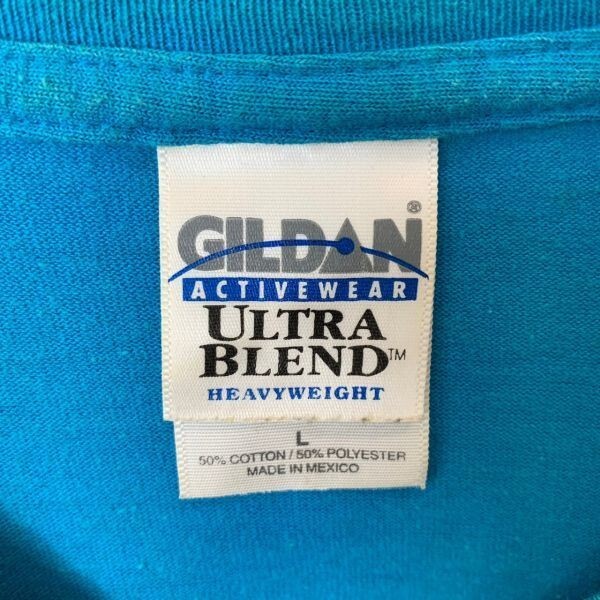 GILDAN®
ACTIVEWEAR
ULTRA
BLEND™
HEAVYWEIGHT
L
50% COTTON / 50% POLYESTER
MADE IN MEXICO